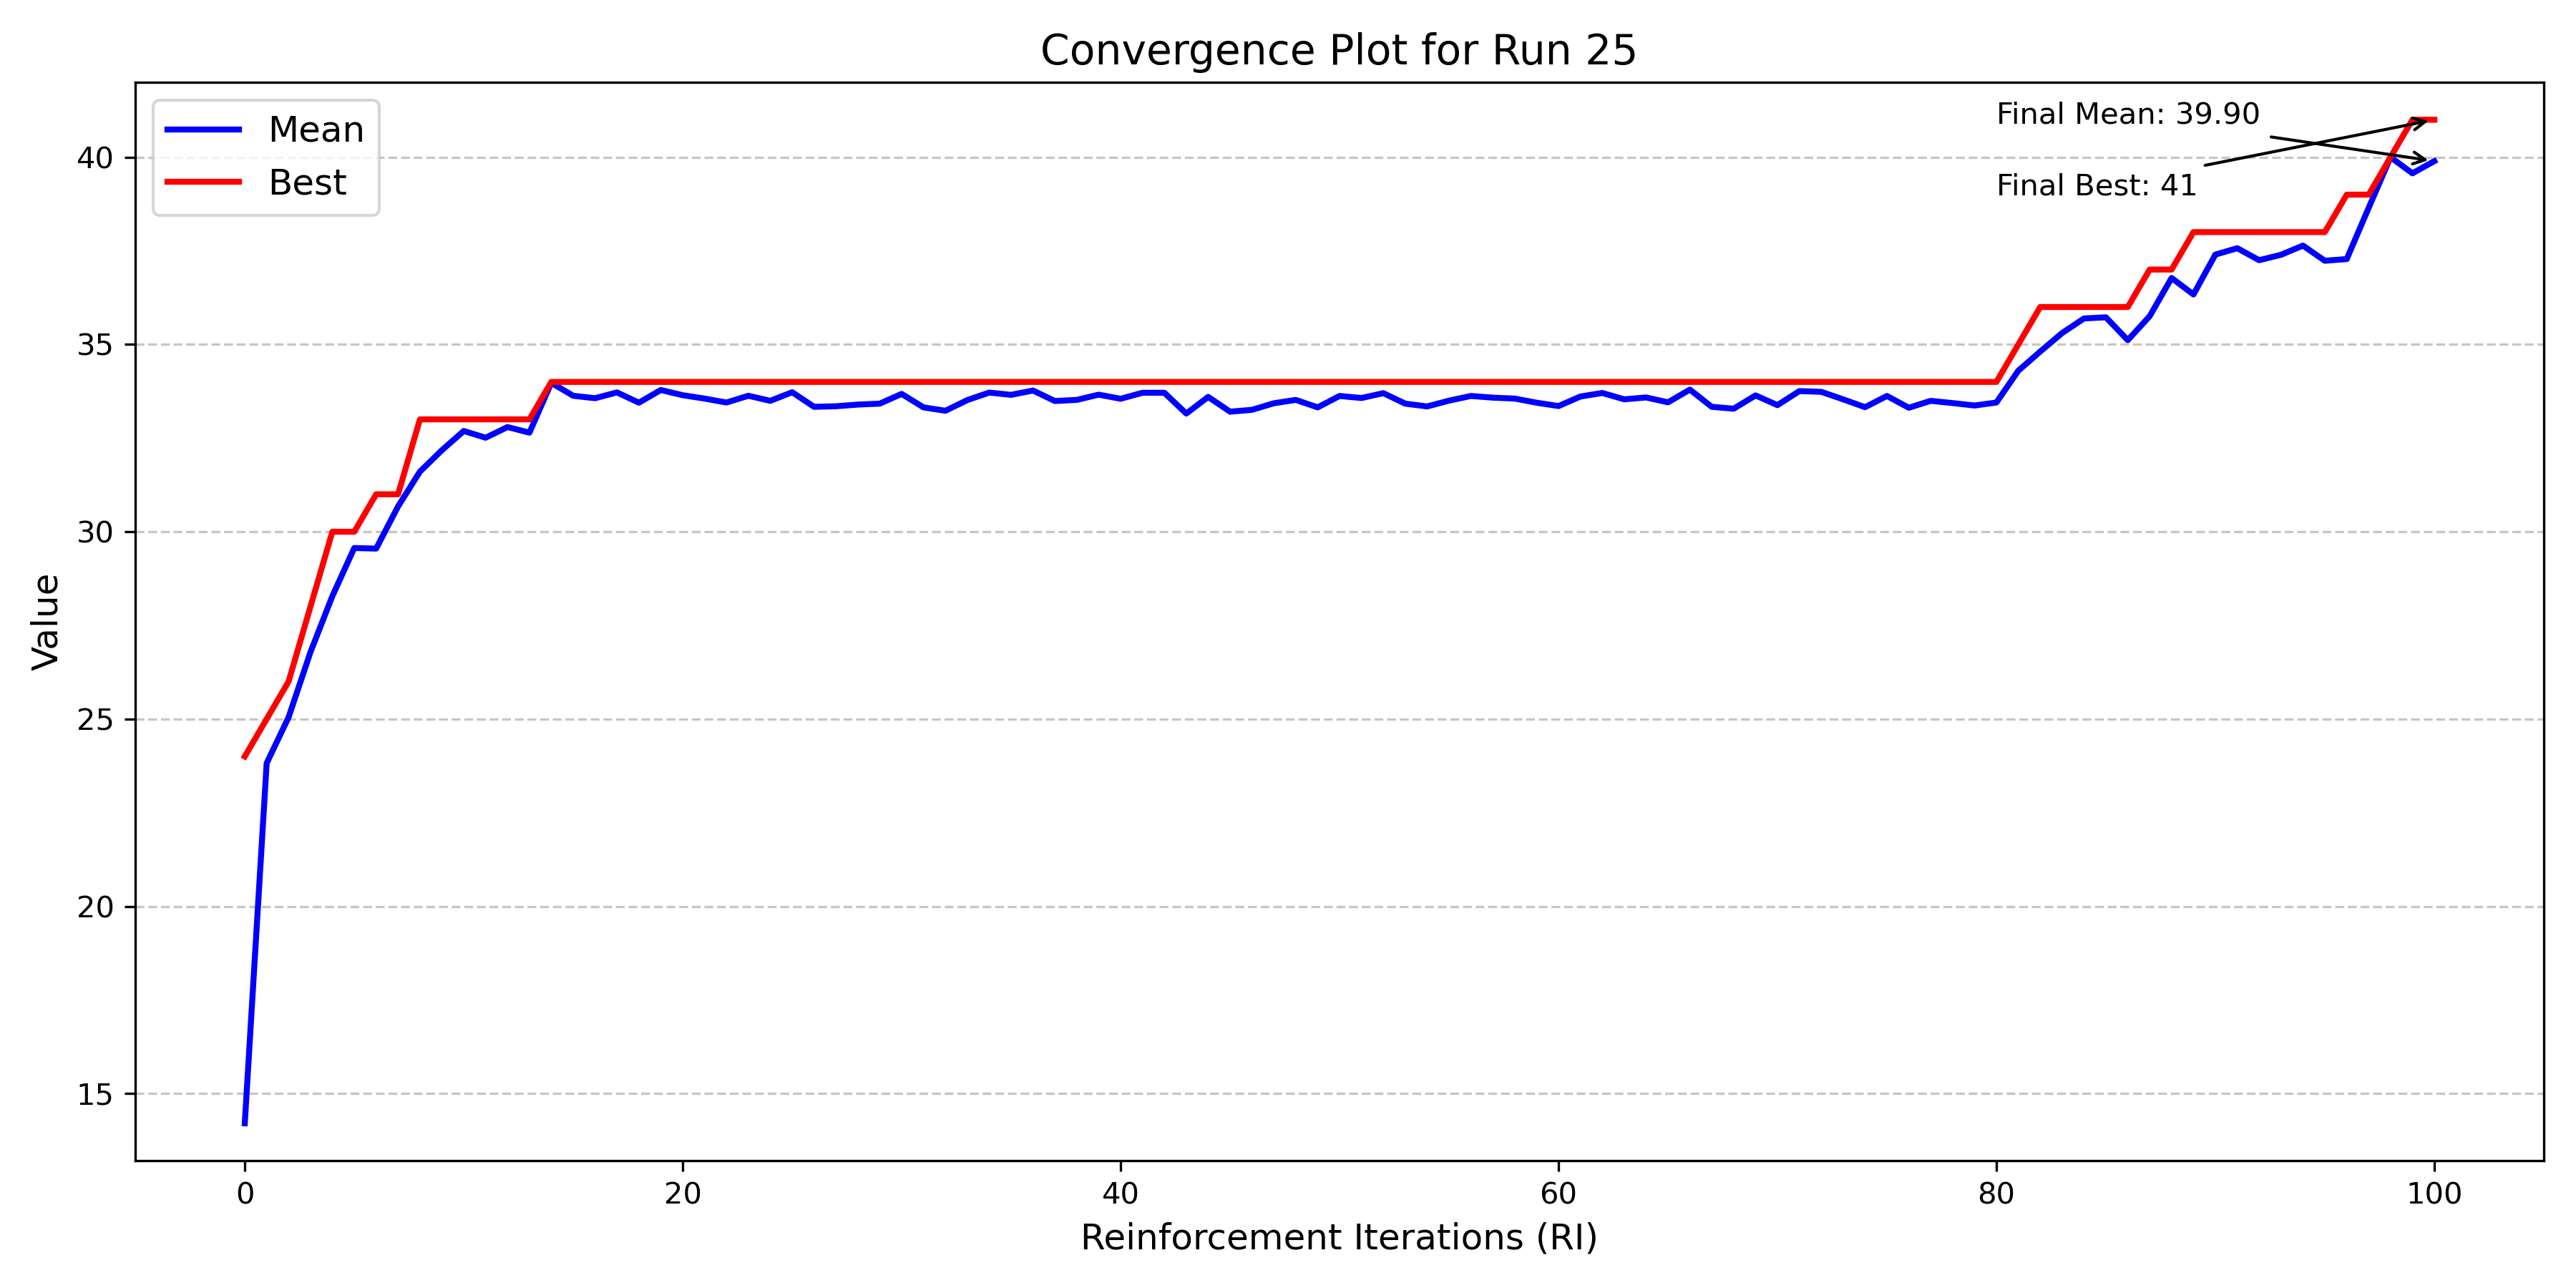 Convergence Plot for Run 25
Mean
Best
Final Mean: 39.90
Final Best: 41
40
35
30
25
20
15
Value
0 20 40 60 80 100
Reinforcement Iterations (RI)